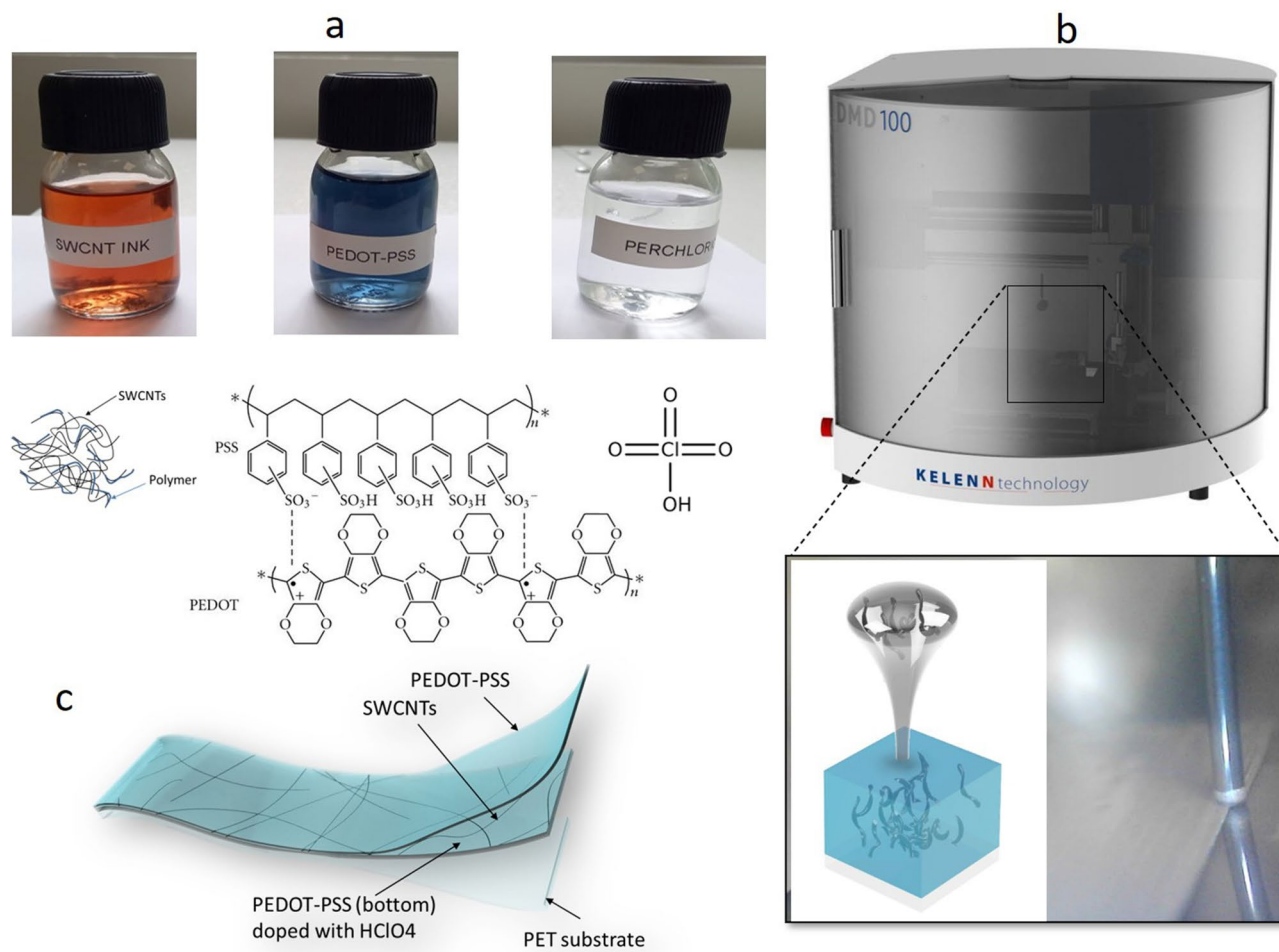 a
b
SWCNT INK
PEDOT-PSS
PERCHLORI
DMD 100
SWCNTs
Polymer
PSS
* ( ) n *
SO3⁻ SO3H SO3H SO3H SO3⁻
O
O Cl O
OH
PEDOT
* ( S S S S S S ) n *
• + • +
O O O O O O
O O O O O O
KELENN technology
c
PEDOT-PSS
SWCNTs
PEDOT-PSS (bottom)
doped with HClO4
PET substrate